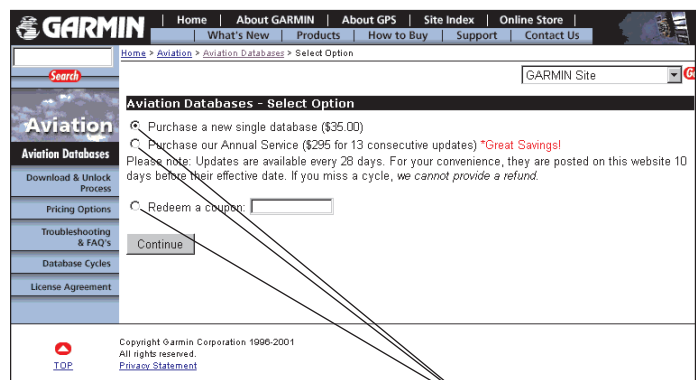 GARMIN
| Home | About GARMIN | About GPS | Site Index | Online Store |
| What's New | Products | How to Buy | Support | Contact Us
Home > Aviation > Aviation Databases > Select Option
Search
GARMIN Site
Aviation
Aviation Databases
Download & Unlock
Process
Pricing Options
Troubleshooting
& FAQ's
Database Cycles
License Agreement
Aviation Databases - Select Option
Purchase a new single database ($35.00)
Purchase our Annual Service ($295 for 13 consecutive updates) *Great Savings!
Please note: Updates are available every 28 days. For your convenience, they are posted on this website 10
days before their effective date. If you miss a cycle, we cannot provide a refund.
Redeem a coupon:
Continue
TOP
Copyright Garmin Corporation 1996-2001
All rights reserved.
Privacy Statement